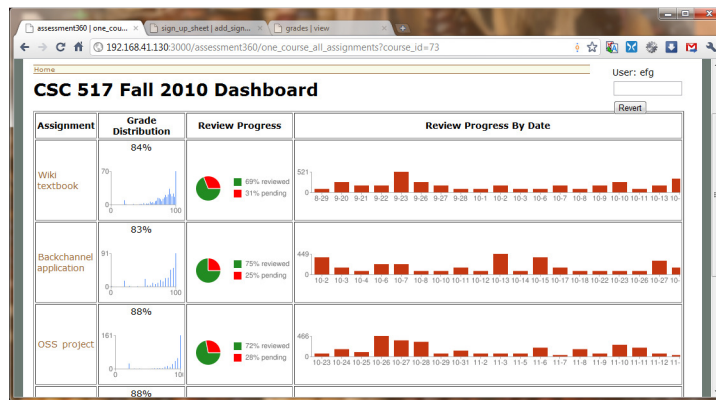 assessment360 | one_cou...
sign_up_sheet | add_sign...
grades | view
192.168.41.130:3000/assessment360/one_course_all_assignments?course_id=73
Home
User: efg
CSC 517 Fall 2010 Dashboard
Revert
Assignment Grade Distribution Review Progress Review Progress By Date
84%
Wiki textbook
70
0
0 100
69% reviewed
31% pending
521
0
8-29 9-20 9-21 9-22 9-23 9-26 9-27 9-28 10-1 10-2 10-3 10-6 10-7 10-8 10-9 10-10 10-11 10-13 10-
83%
Backchannel application
91
0
0 100
75% reviewed
25% pending
449
0
10-2 10-3 10-4 10-6 10-7 10-8 10-10 10-11 10-12 10-13 10-14 10-15 10-17 10-18 10-22 10-23 10-26 10-27 10-
88%
OSS project
161
0
0 10
72% reviewed
28% pending
466
0
10-23 10-24 10-25 10-26 10-27 10-28 10-29 10-31 11-2 11-3 11-5 11-6 11-7 11-8 11-9 11-10 11-11 11-12 11-
88%